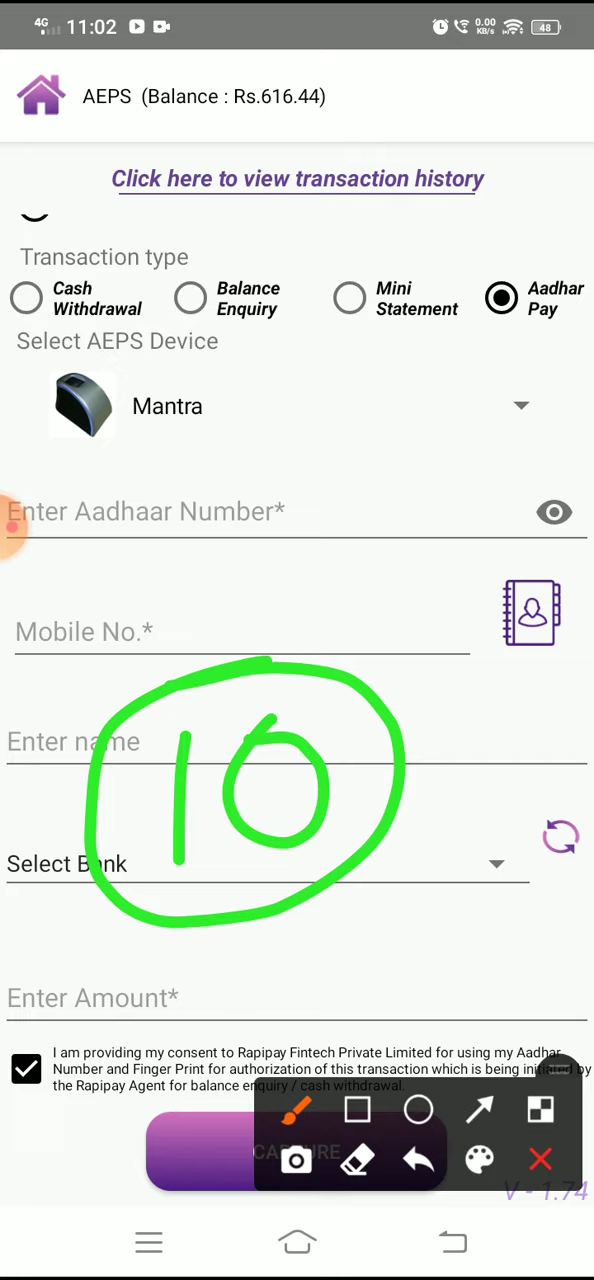 4G 11:02 0.00 KB/s 48
AEPS (Balance : Rs.616.44)
Click here to view transaction history
Transaction type
Cash Withdrawal Balance Enquiry Mini Statement Aadhar Pay
Select AEPS Device
Mantra
Enter Aadhaar Number*
Mobile No.*
Enter name
10
Select Bank
Enter Amount*
I am providing my consent to Rapipay Fintech Private Limited for using my Aadhar
Number and Finger Print for authorization of this transaction which is being initiated by
the Rapipay Agent for balance enquiry / cash withdrawal.
CAPTURE
V - 1.74